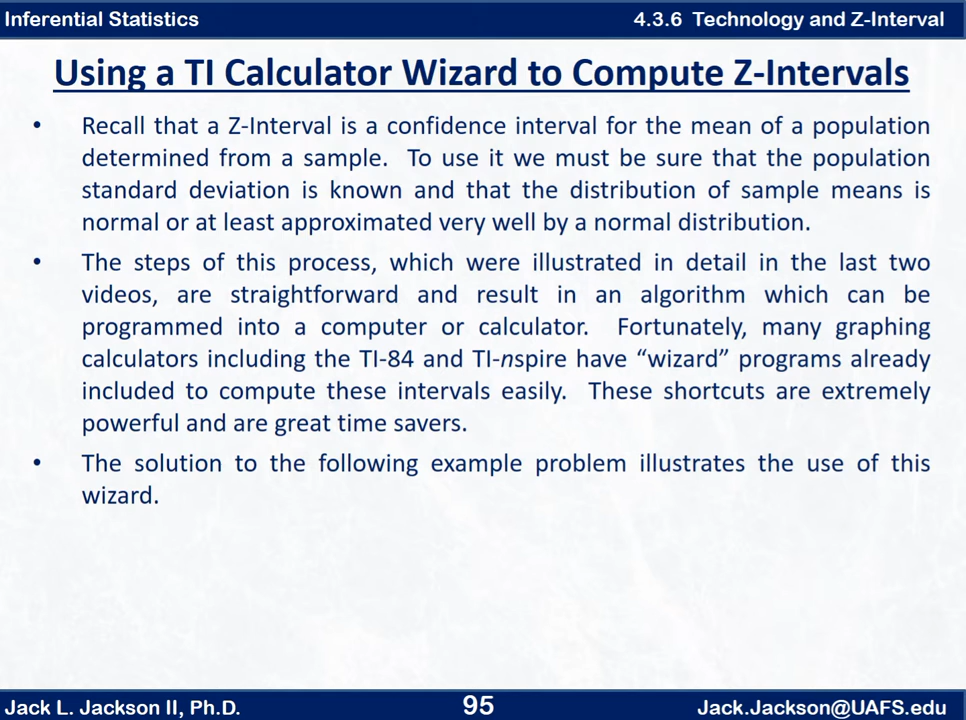 Inferential Statistics
4.3.6 Technology and Z-Interval
Using a TI Calculator Wizard to Compute Z-Intervals
• Recall that a Z-Interval is a confidence interval for the mean of a population
determined from a sample. To use it we must be sure that the population
standard deviation is known and that the distribution of sample means is
normal or at least approximated very well by a normal distribution.
• The steps of this process, which were illustrated in detail in the last two
videos, are straightforward and result in an algorithm which can be
programmed into a computer or calculator. Fortunately, many graphing
calculators including the TI-84 and TI-nspire have “wizard” programs already
included to compute these intervals easily. These shortcuts are extremely
powerful and are great time savers.
• The solution to the following example problem illustrates the use of this
wizard.
Jack L. Jackson II, Ph.D.
95
Jack.Jackson@UAFS.edu